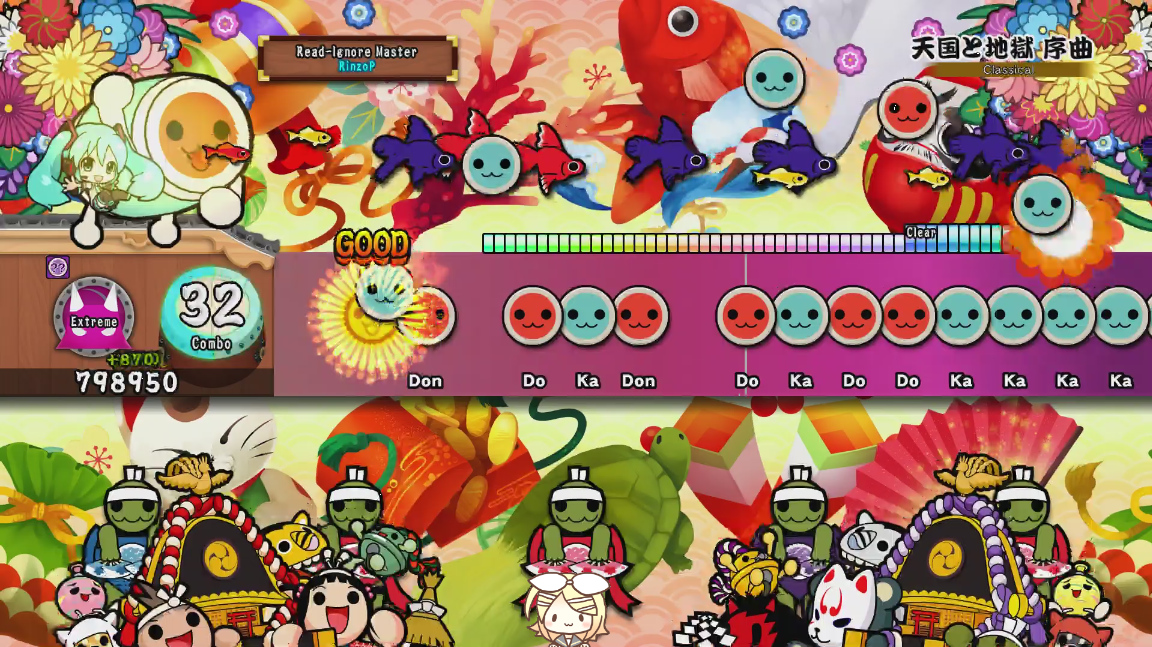 Read-Ignore Master
RinzoP
天国と地獄 序曲
Classical
GOOD
Clear
Extreme
32
Combo
+870
798950
Don Do Ka Don Do Ka Do Do Ka Ka Ka Ka